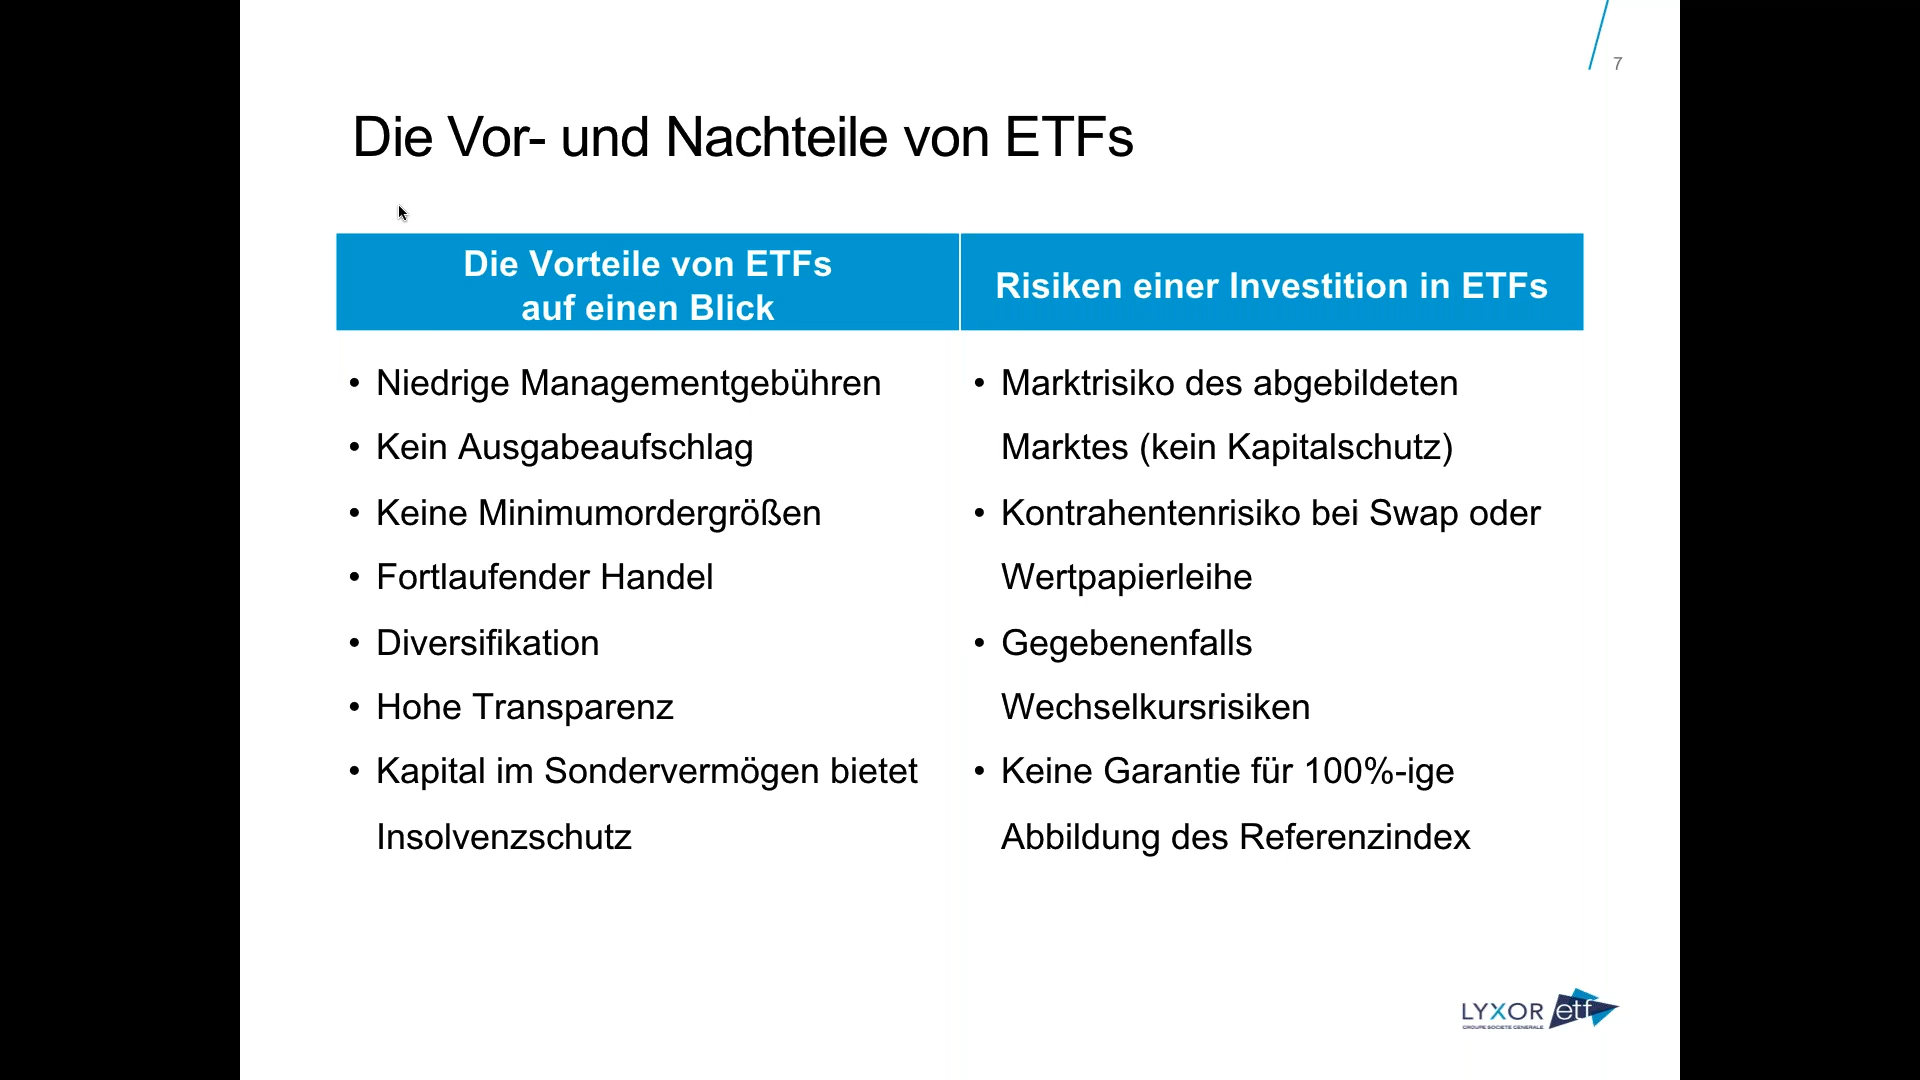 7
Die Vor- und Nachteile von ETFs
Die Vorteile von ETFs
auf einen Blick
• Niedrige Managementgebühren
• Kein Ausgabeaufschlag
• Keine Minimumordergrößen
• Fortlaufender Handel
• Diversifikation
• Hohe Transparenz
• Kapital im Sondervermögen bietet
Insolvenzschutz
Risiken einer Investition in ETFs
• Marktrisiko des abgebildeten
Marktes (kein Kapitalschutz)
• Kontrahentenrisiko bei Swap oder
Wertpapierleihe
• Gegebenenfalls
Wechselkursrisiken
• Keine Garantie für 100%-ige
Abbildung des Referenzindex
LYXOR etf
GROUPE SOCIETE GENERALE